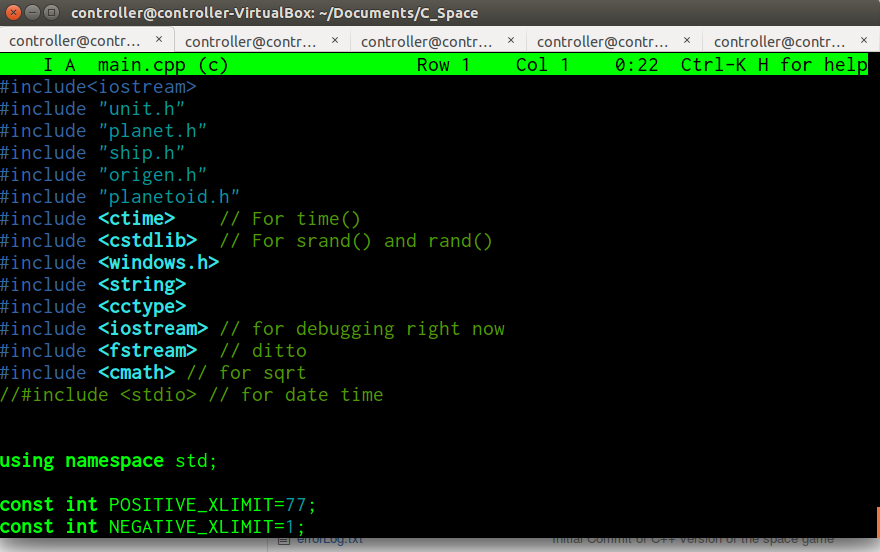 controller@controller-VirtualBox: ~/Documents/C_Space
controller@contr... × controller@contr... × controller@contr... × controller@contr... × controller@contr... ×
I A main.cpp (c) Row 1 Col 1 0:22 Ctrl-K H for help
#include<iostream>
#include "unit.h"
#include "planet.h"
#include "ship.h"
#include "origen.h"
#include "planetoid.h"
#include <ctime> // For time()
#include <cstdlib> // For srand() and rand()
#include <windows.h>
#include <string>
#include <cctype>
#include <iostream> // for debugging right now
#include <fstream> // ditto
#include <cmath> // for sqrt
//#include <stdio> // for date time
using namespace std;
const int POSITIVE_XLIMIT=77;
const int NEGATIVE_XLIMIT=1;
errorLog.txt Initial Commit of C++ version of the space game